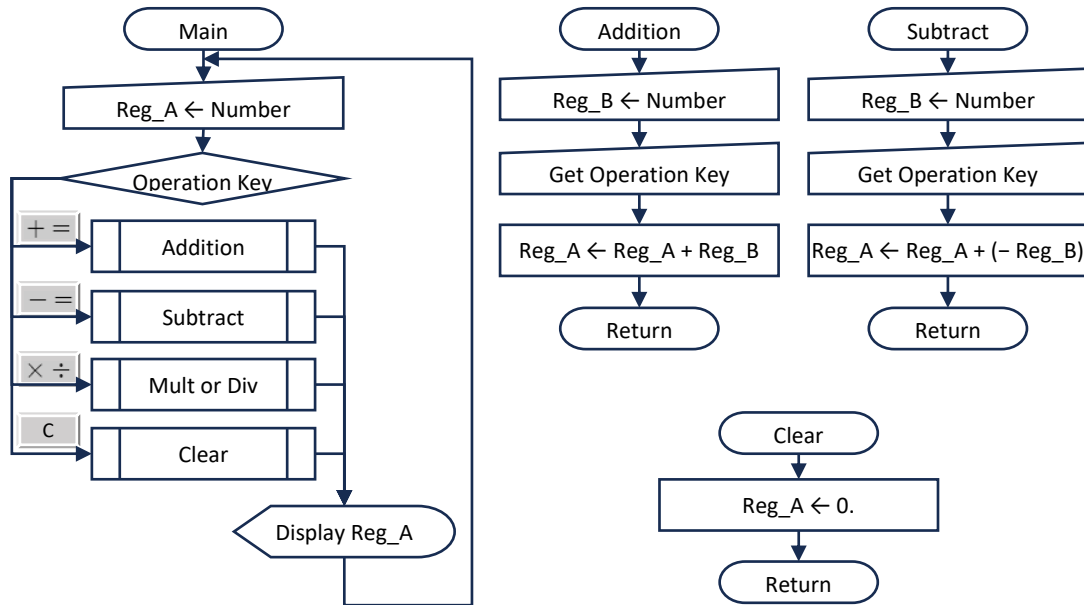 Main
Reg_A ← Number
Operation Key
+ =
Addition
− =
Subtract
× ÷
Mult or Div
C
Clear
Display Reg_A
Addition
Reg_B ← Number
Get Operation Key
Reg_A ← Reg_A + Reg_B
Return
Subtract
Reg_B ← Number
Get Operation Key
Reg_A ← Reg_A + (− Reg_B)
Return
Clear
Reg_A ← 0.
Return